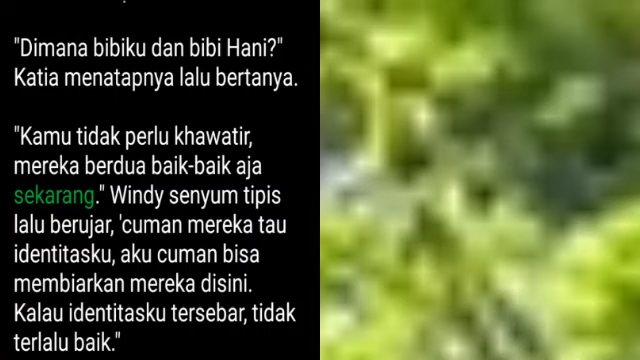 "Dimana bibiku dan bibi Hani?"
Katia menatapnya lalu bertanya.
"Kamu tidak perlu khawatir,
mereka berdua baik-baik aja
sekarang." Windy senyum tipis
lalu berujar, 'cuman mereka tau
identitasku, aku cuman bisa
membiarkan mereka disini.
Kalau identitasku tersebar, tidak
terlalu baik."